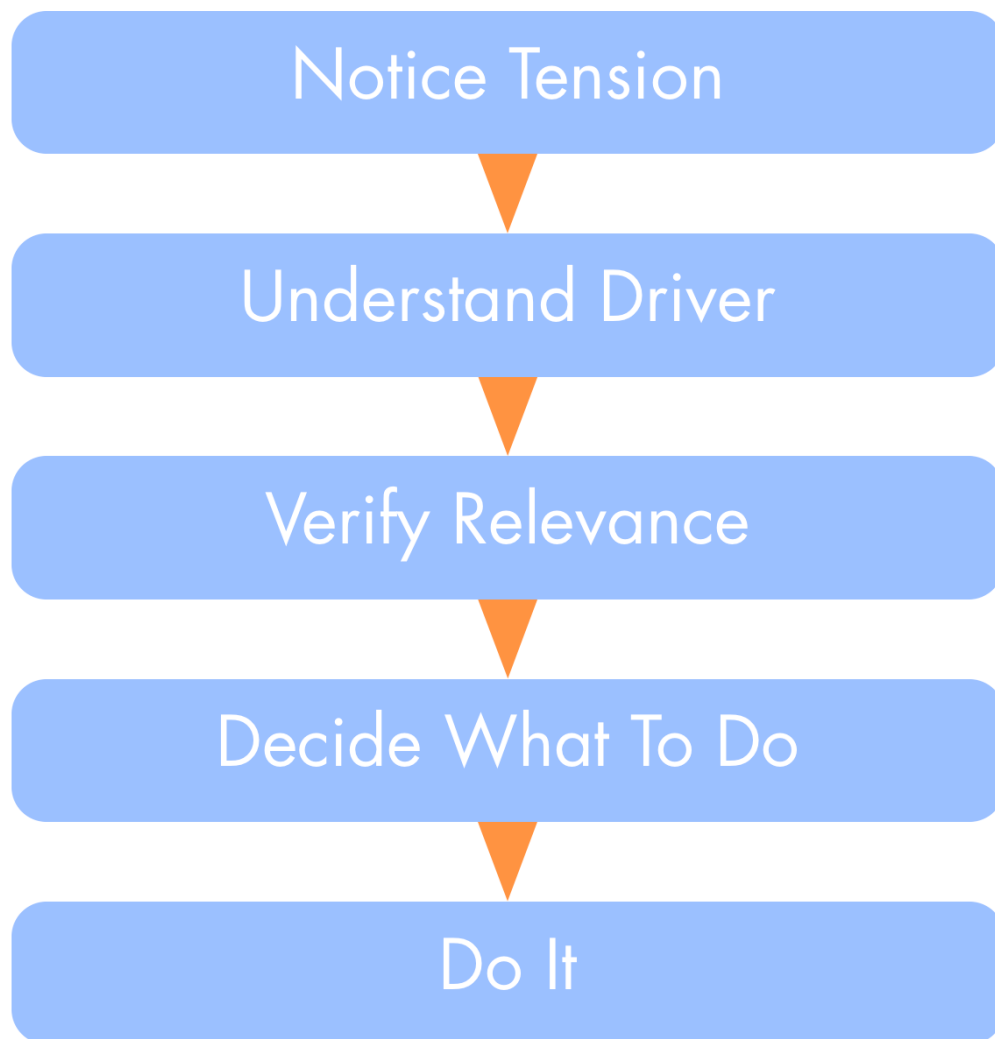 Notice Tension
Understand Driver
Verify Relevance
Decide What To Do
Do It